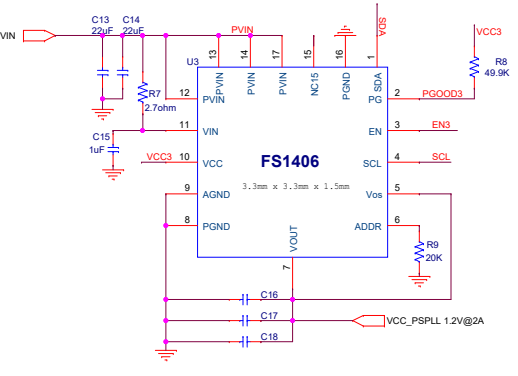 C13 C14
22uF 22uF
VIN
PVIN
SDA
VCC3
U3
13
14
17
15
16
1
PVIN
PVIN
PVIN
NC15
PGND
SDA
R8
49.9K
R7
2.7ohm
12 PVIN
PG 2 PGOOD3
C15
1uF
11 VIN
EN 3 EN3
VCC3 10 VCC
FS1406
SCL 4 SCL
3.3mm x 3.3mm x 1.5mm
9 AGND
Vos 5
8 PGND
ADDR 6
VOUT
7
R9
20K
C16
C17
VCC_PSPLL 1.2V@2A
C18